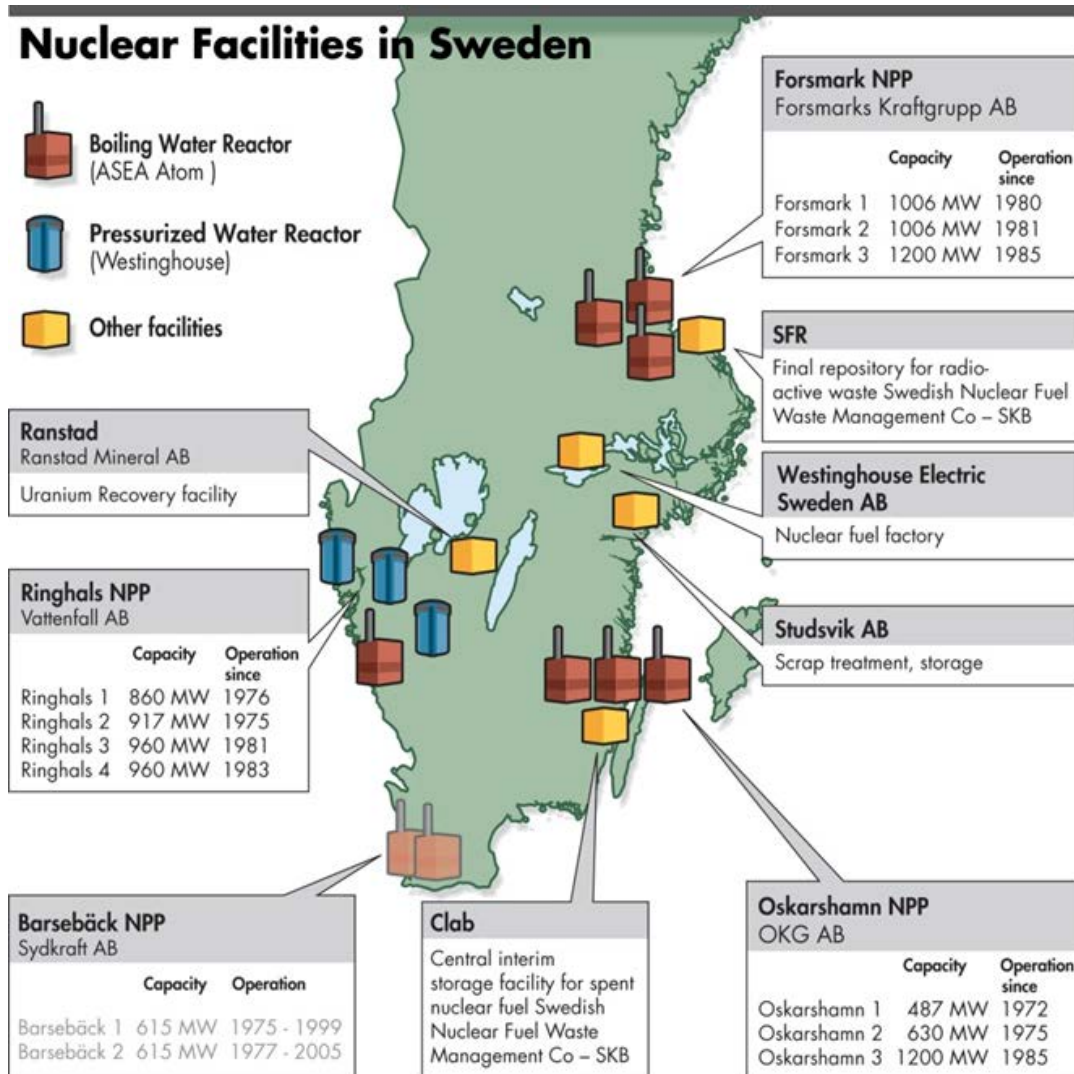 Nuclear Facilities in Sweden
Boiling Water Reactor
(ASEA Atom )
Pressurized Water Reactor
(Westinghouse)
Other facilities
Forsmark NPP
Forsmarks Kraftgrupp AB
Capacity Operation
since
Forsmark 1 1006 MW 1980
Forsmark 2 1006 MW 1981
Forsmark 3 1200 MW 1985
SFR
Final repository for radio-
active waste Swedish Nuclear Fuel
Waste Management Co – SKB
Ranstad
Ranstad Mineral AB
Uranium Recovery facility
Westinghouse Electric
Sweden AB
Nuclear fuel factory
Ringhals NPP
Vattenfall AB
Capacity Operation
since
Ringhals 1 860 MW 1976
Ringhals 2 917 MW 1975
Ringhals 3 960 MW 1981
Ringhals 4 960 MW 1983
Studsvik AB
Scrap treatment, storage
Barsebäck NPP
Sydkraft AB
Capacity Operation
Barsebäck 1 615 MW 1975 - 1999
Barsebäck 2 615 MW 1977 - 2005
Clab
Central interim
storage facility for spent
nuclear fuel Swedish
Nuclear Fuel Waste
Management Co – SKB
Oskarshamn NPP
OKG AB
Capacity Operation
since
Oskarshamn 1 487 MW 1972
Oskarshamn 2 630 MW 1975
Oskarshamn 3 1200 MW 1985